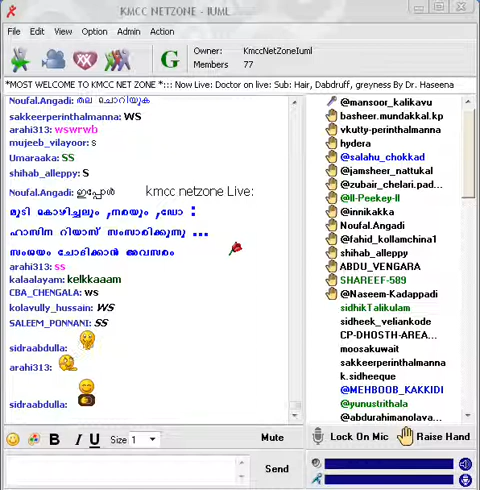 KMCC NETZONE - IUML
File Edit View Option Admin Action
G
Owner: KmccNetZoneIuml
Members 77
*MOST WELCOME TO KMCC NET ZONE *::: Now Live: Doctor on live: Sub: Hair, Dabdruff, greyness By Dr. Haseena
Noufal.Angadi: തല ചൊറിയുക
sakkeerperinthalmanna: WS
arahi313: wswrwb
mujeeb_vilayoor: s
Umaraaka: SS
shihab_alleppy: S
Noufal.Angadi: ഇപ്പോൾ kmcc netzone Live:
മുടി കൊഴിച്ചലും ,നരയും ,ഡോ :
ഹാസിന റിയാസ് സംസാരിക്കുന്നു ...
സംശയം ചോദിക്കാൻ അവസരം
arahi313: ss
kalaalayam: kelkkaaam
CBA_CHENGALA: ws
kolavully_hussain: WS
SALEEM_PONNANI: SS
sidraabdulla:
arahi313:
sidraabdulla:
@mansoor_kalikavu
basheer.mundakkal.kp
vkutty-perinthalmanna
hydera
@salahu_chokkad
@jamsheer_nattukal
@zubair_chelari.pad...
@II-Peekey-II
@innikakka
Noufal.Angadi
@fahid_kollamchina1
shihab_alleppy
ABDU_VENGARA
SHAREEF-589
@Naseem-Kadappadi
sidhikTalikulam
sidheek_veliankode
CP-DHOSTH-AREA...
moosakuwait
sakkeerperinthalmanna
k.sidheeque
@MEHBOOB_KAKKIDI
@yunustrithala
@abdurahimanolava...
B I U Size 1 Mute
Lock On Mic Raise Hand
Send